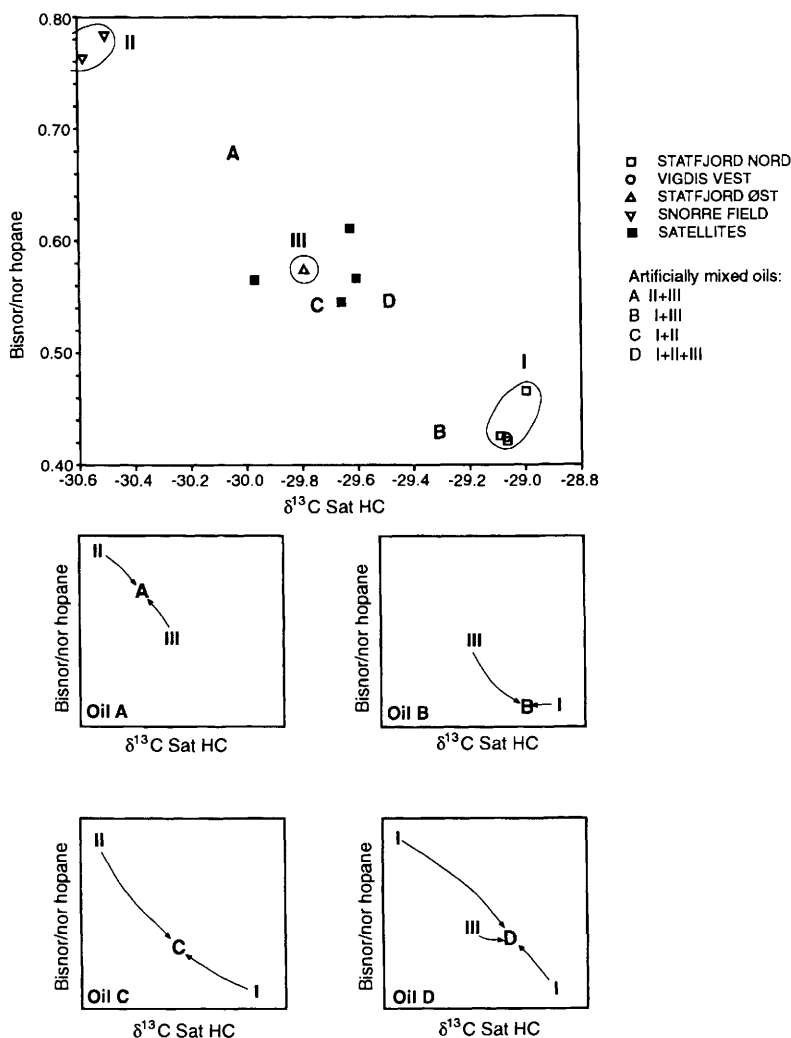 0.80
II
0.70
A
0.60
III
C
D
0.50
I
B
0.40
-30.6 -30.4 -30.2 -30.0 -29.8 -29.6 -29.4 -29.2 -29.0 -28.8
δ13C Sat HC
Bisnor/nor hopane
STATFJORD NORD
VIGDIS VEST
STATFJORD ØST
SNORRE FIELD
SATELLITES
Artificially mixed oils:
A II+III
B I+III
C I+II
D I+II+III
II
A
III
Oil A
Bisnor/nor hopane
δ13C Sat HC
III
B
I
Oil B
Bisnor/nor hopane
δ13C Sat HC
II
C
I
Oil C
Bisnor/nor hopane
δ13C Sat HC
I
III
D
I
Oil D
Bisnor/nor hopane
δ13C Sat HC